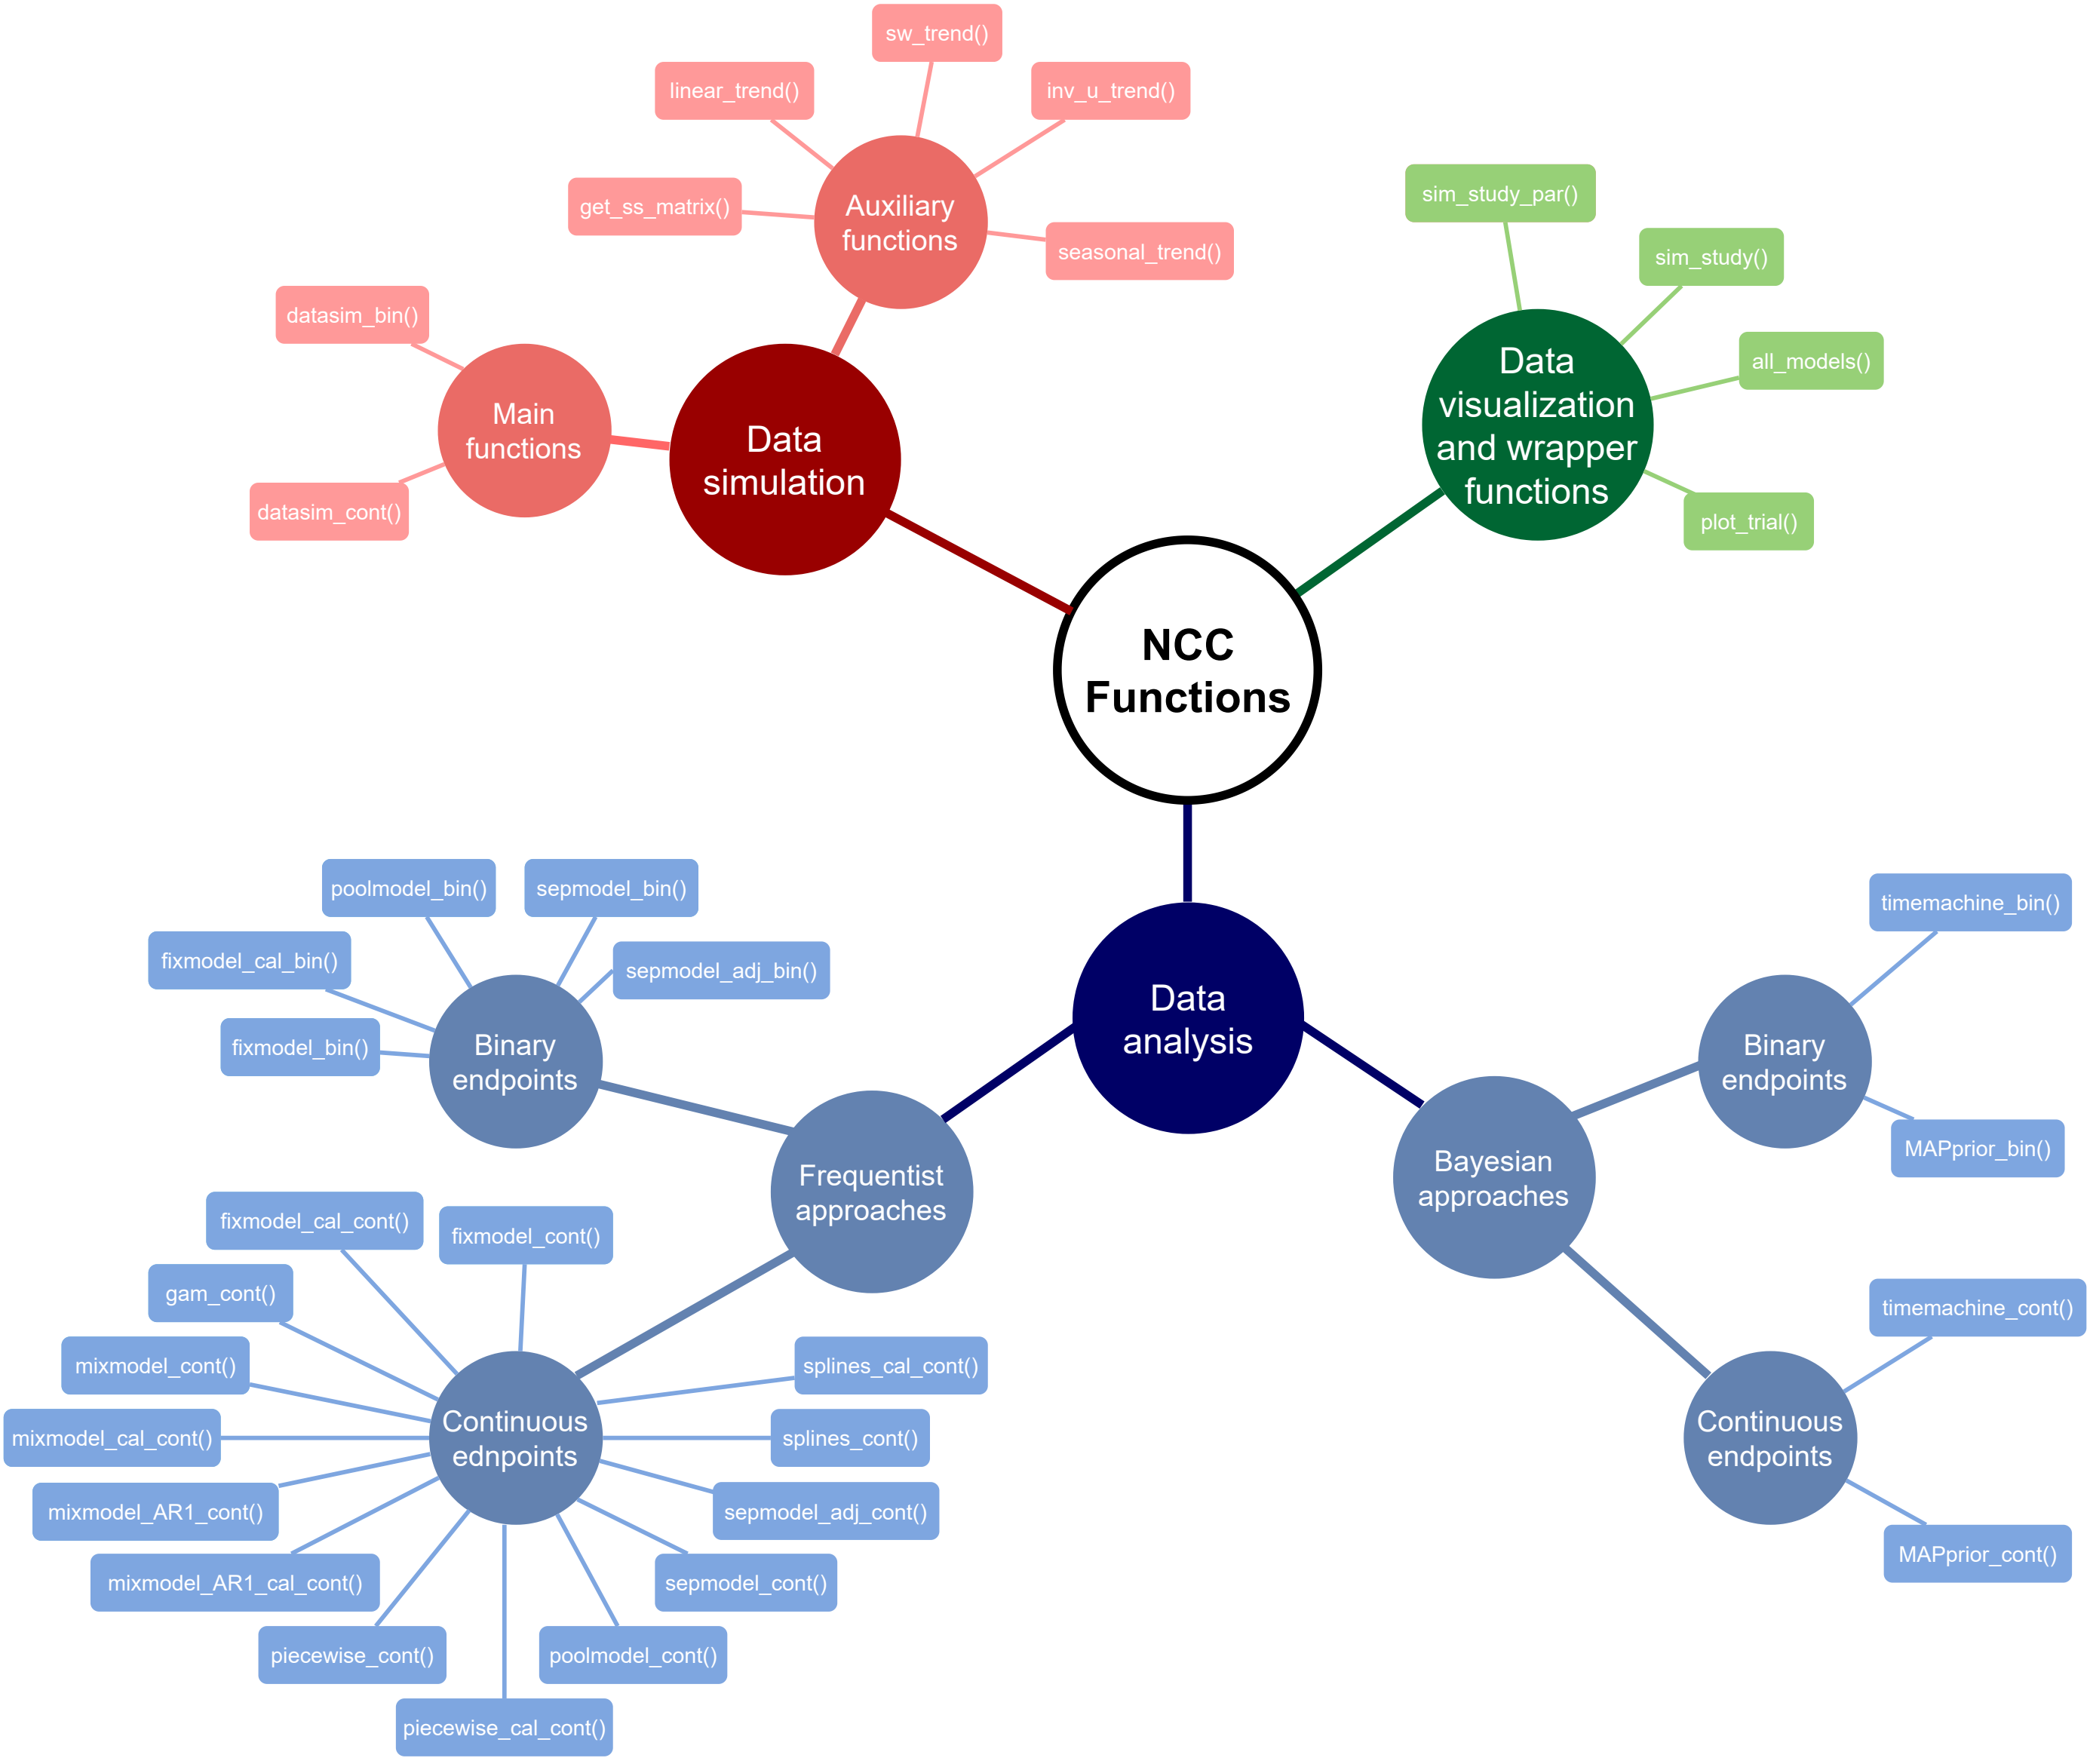 sw_trend()
linear_trend()
inv_u_trend()
get_ss_matrix()
Auxiliary
functions
seasonal_trend()
datasim_bin()
Main
functions
datasim_cont()
Data
simulation
sim_study_par()
sim_study()
all_models()
Data
visualization
and wrapper
functions
plot_trial()
NCC
Functions
Data
analysis
poolmodel_bin()
sepmodel_bin()
fixmodel_cal_bin()
sepmodel_adj_bin()
fixmodel_bin()
Binary
endpoints
Frequentist
approaches
fixmodel_cal_cont()
fixmodel_cont()
gam_cont()
mixmodel_cont()
splines_cal_cont()
mixmodel_cal_cont()
Continuous
ednpoints
splines_cont()
mixmodel_AR1_cont()
sepmodel_adj_cont()
mixmodel_AR1_cal_cont()
sepmodel_cont()
piecewise_cont()
poolmodel_cont()
piecewise_cal_cont()
Bayesian
approaches
timemachine_bin()
Binary
endpoints
MAPprior_bin()
timemachine_cont()
Continuous
endpoints
MAPprior_cont()